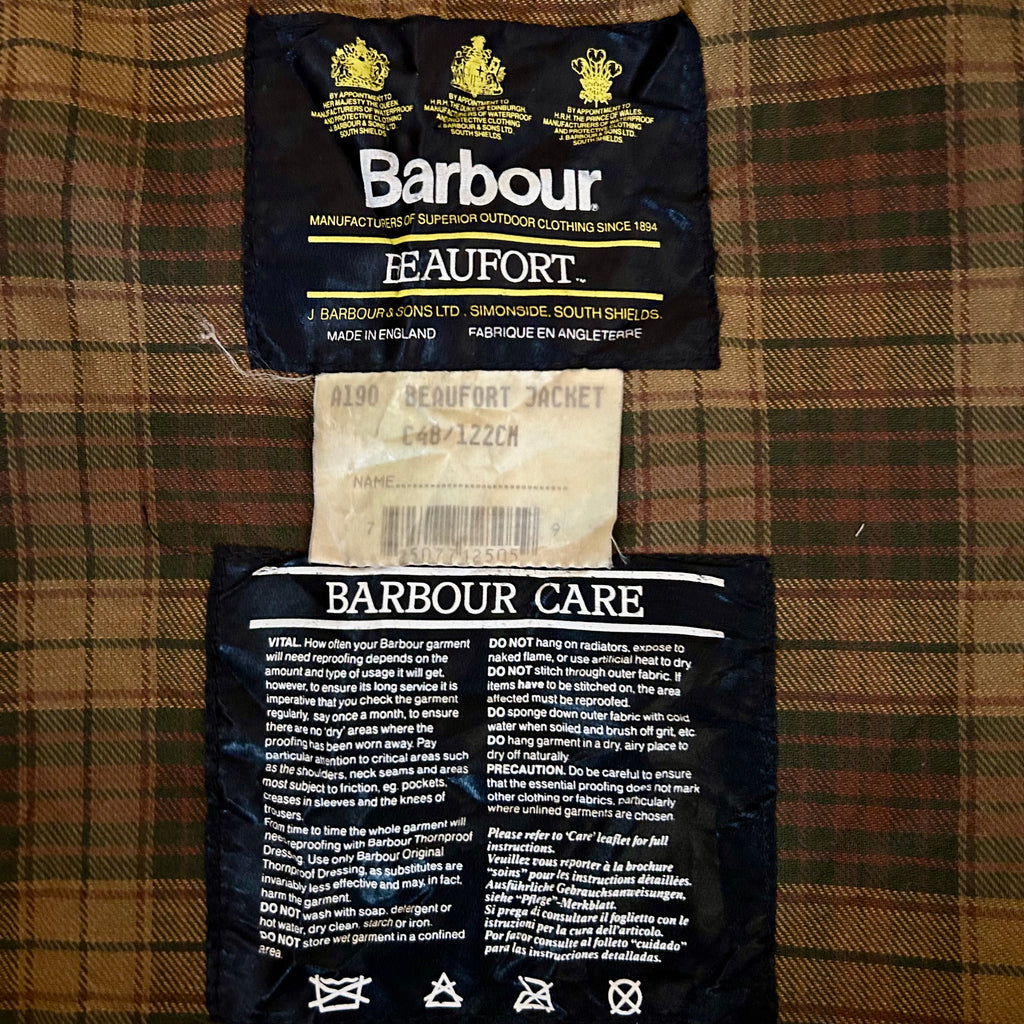 BY APPOINTMENT TO
HER MAJESTY THE QUEEN
MANUFACTURERS OF WATERPROOF
AND PROTECTIVE CLOTHING
J. BARBOUR & SONS LTD.
SOUTH SHIELDS.
BY APPOINTMENT TO
H.R.H. THE DUKE OF EDINBURGH,
MANUFACTURERS OF WATERPROOF
AND PROTECTIVE CLOTHING
J. BARBOUR & SONS LTD.
SOUTH SHIELDS.
BY APPOINTMENT TO
H.R.H. THE PRINCE OF WALES,
MANUFACTURERS OF WATERPROOF
AND PROTECTIVE CLOTHING
J. BARBOUR & SONS LTD.
SOUTH SHIELDS.
Barbour®
MANUFACTURERS OF SUPERIOR OUTDOOR CLOTHING SINCE 1894
BEAUFORT™
J BARBOUR & SONS LTD . SIMONSIDE. SOUTH SHIELDS.
MADE IN ENGLAND FABRIQUE EN ANGLETERRE
A190 BEAUFORT JACKET
C48/122CM
NAME..............................
7 9
2507712505
BARBOUR CARE
VITAL. How often your Barbour garment
will need reproofing depends on the
amount and type of usage it will get,
however, to ensure its long service it is
imperative that you check the garment
regularly, say once a month, to ensure
there are no 'dry' areas where the
proofing has been worn away. Pay
particular attention to critical areas such
as the shoulders, neck seams and areas
most subject to friction, eg. pockets,
creases in sleeves and the knees of
trousers.
From time to time the whole garment will
need reproofing with Barbour Thornproof
Dressing. Use only Barbour Original
Thornproof Dressing, as substitutes are
invariably less effective and may, in fact,
harm the garment.
DO NOT wash with soap, detergent or
hot water, dry clean, starch or iron.
DO NOT store wet garment in a confined
area.
DO NOT hang on radiators, expose to
naked flame, or use artificial heat to dry.
DO NOT stitch through outer fabric. If
items have to be stitched on, the area
affected must be reproofed.
DO sponge down outer fabric with cold
water when soiled and brush off grit, etc.
DO hang garment in a dry, airy place to
dry off naturally.
PRECAUTION. Do be careful to ensure
that the essential proofing does not mark
other clothing or fabrics, particularly
where unlined garments are chosen.
Please refer to 'Care' leaflet for full
instructions.
Veuillez vous reporter à la brochure
"soins" pour les instructions détaillées.
Ausführliche Gebrauchsanweisungen,
siehe "Pflege"-Merkblatt.
Si prega di consultare il foglietto con le
istruzioni per la cura dell'articolo.
Por favor consulte al folleto "cuidado"
para las instrucciones detalladas.